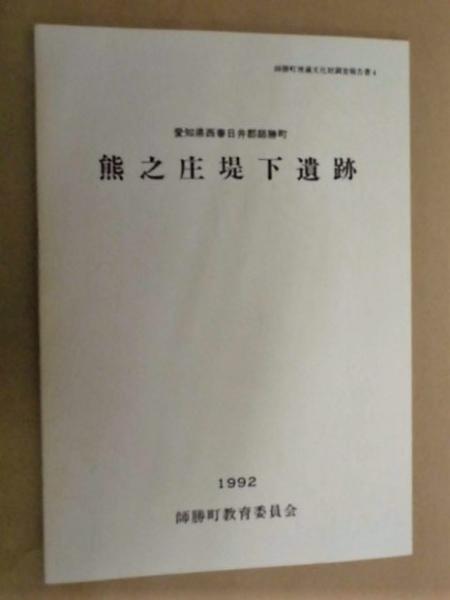 師勝町埋蔵文化財調査報告書4
愛知県西春日井郡師勝町
熊之庄堤下遺跡
1992
師勝町教育委員会